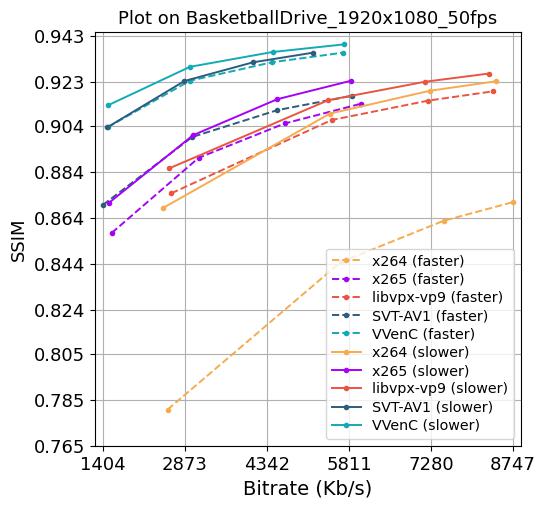 Plot on BasketballDrive_1920x1080_50fps
0.943
0.923
0.904
0.884
0.864
0.844
0.824
0.805
0.785
0.765
SSIM
x264 (faster)
x265 (faster)
libvpx-vp9 (faster)
SVT-AV1 (faster)
VVenC (faster)
x264 (slower)
x265 (slower)
libvpx-vp9 (slower)
SVT-AV1 (slower)
VVenC (slower)
1404 2873 4342 5811 7280 8747
Bitrate (Kb/s)